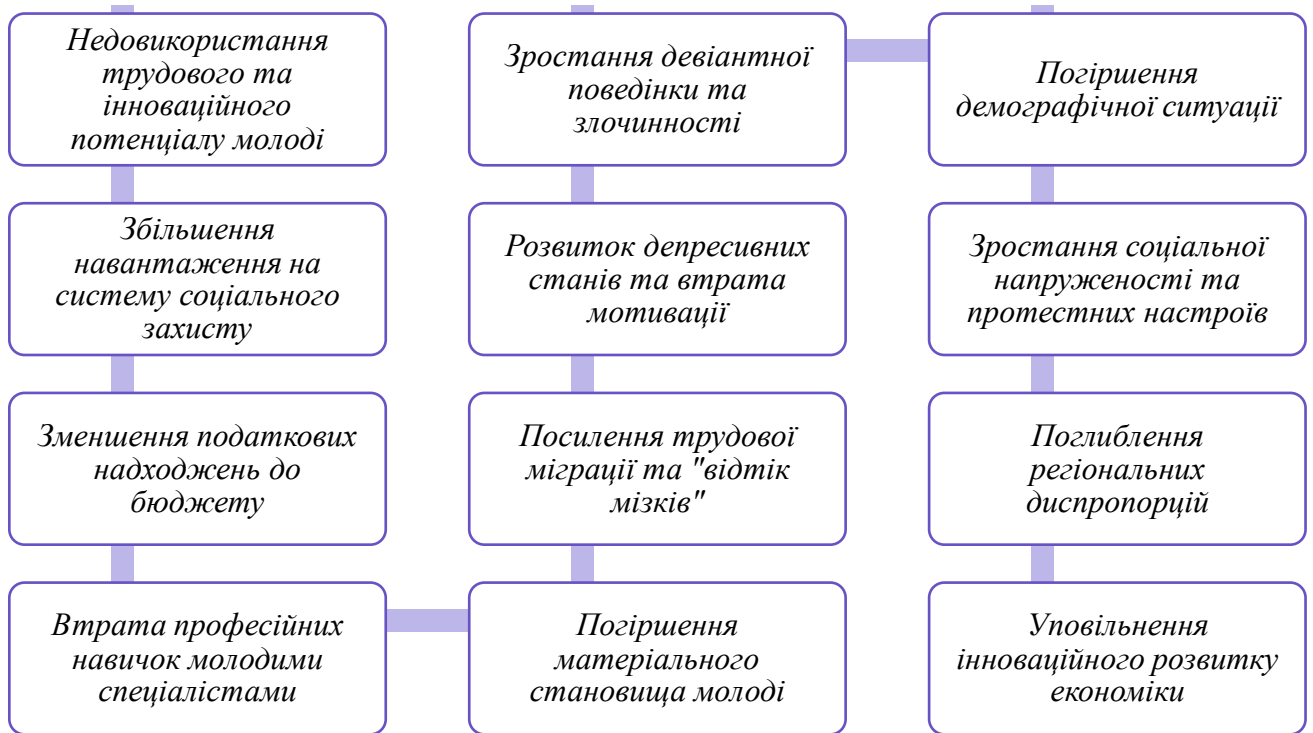 Недовикористання
трудового та
інноваційного
потенціалу молоді
Збільшення
навантаження на
систему соціального
захисту
Зменшення податкових
надходжень до
бюджету
Втрата професійних
навичок молодими
спеціалістами
Погіршення
матеріального
становища молоді
Посилення трудової
міграції та "відтік
мізків"
Розвиток депресивних
станів та втрата
мотивації
Зростання девіантної
поведінки та
злочинності
Погіршення
демографічної ситуації
Зростання соціальної
напруженості та
протестних настроїв
Поглиблення
регіональних
диспропорцій
Уповільнення
інноваційного розвитку
економіки